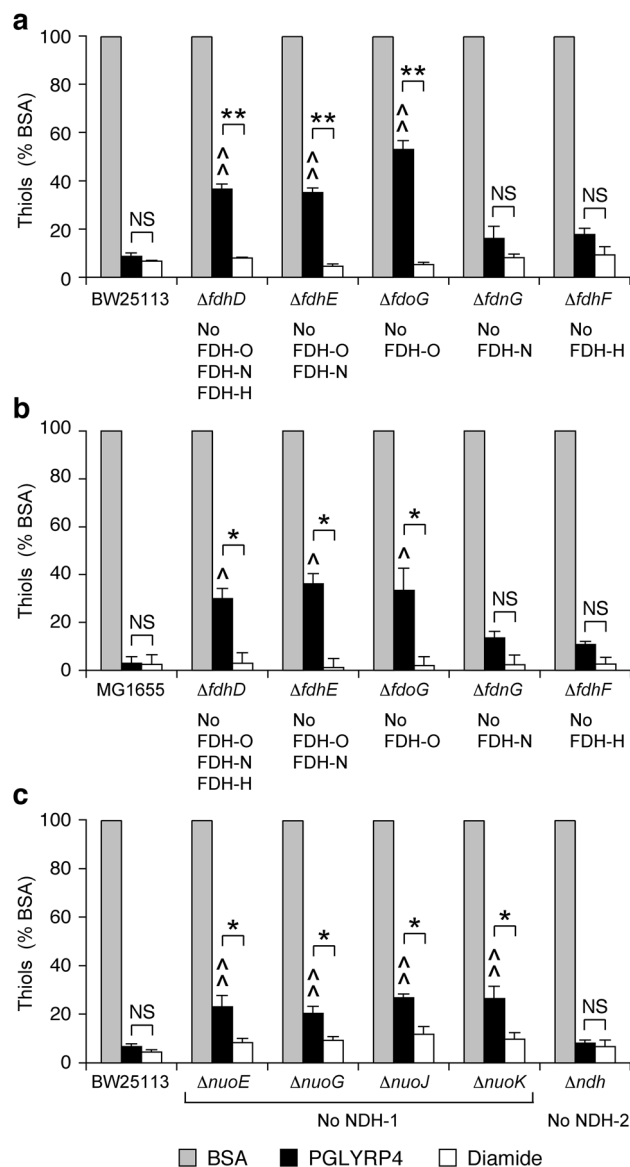 a
Thiols (% BSA)
100
80
60
40
20
0
NS
**
**
**
NS
NS
^
^
^
^
^
^
BW25113 ΔfdhD ΔfdhE ΔfdoG ΔfdnG ΔfdhF
No No No No No
FDH-O FDH-O FDH-O FDH-N FDH-H
FDH-N FDH-N
FDH-H
b
Thiols (% BSA)
100
80
60
40
20
0
NS
*
*
*
NS
NS
^
^
^
MG1655 ΔfdhD ΔfdhE ΔfdoG ΔfdnG ΔfdhF
No No No No No
FDH-O FDH-O FDH-O FDH-N FDH-H
FDH-N FDH-N
FDH-H
c
Thiols (% BSA)
100
80
60
40
20
0
NS
*
*
*
*
NS
^
^
^
^
^
^
^
^
BW25113 ΔnuoE ΔnuoG ΔnuoJ ΔnuoK Δndh
No NDH-1 No NDH-2
BSA PGLYRP4 Diamide